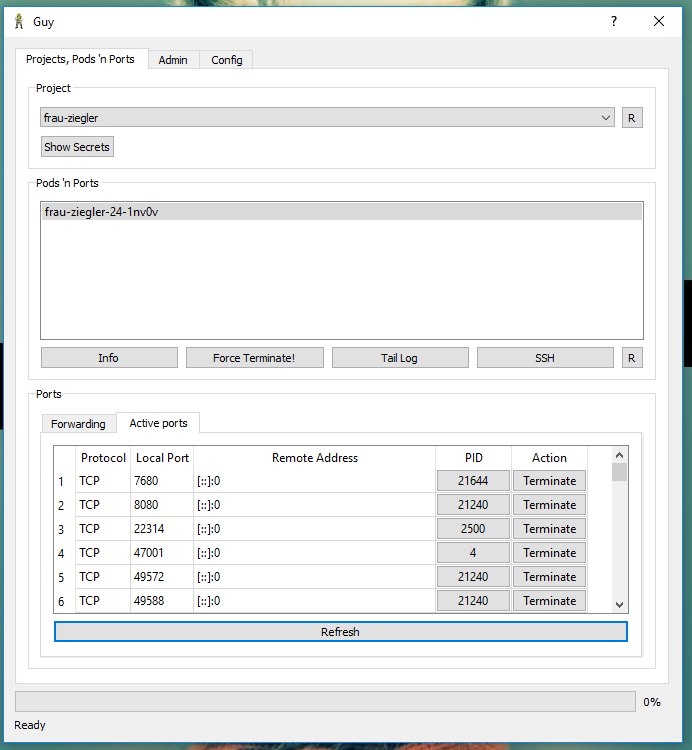 Guy ?
Projects, Pods 'n Ports Admin Config
Project
frau-ziegler R
Show Secrets
Pods 'n Ports
frau-ziegler-24-1nv0v
Info Force Terminate! Tail Log SSH R
Ports
Forwarding Active ports
Protocol Local Port Remote Address PID Action
1 TCP 7680 [::]:0 21644 Terminate
2 TCP 8080 [::]:0 21240 Terminate
3 TCP 22314 [::]:0 2500 Terminate
4 TCP 47001 [::]:0 4 Terminate
5 TCP 49572 [::]:0 21240 Terminate
6 TCP 49588 [::]:0 21240 Terminate
Refresh
0%
Ready